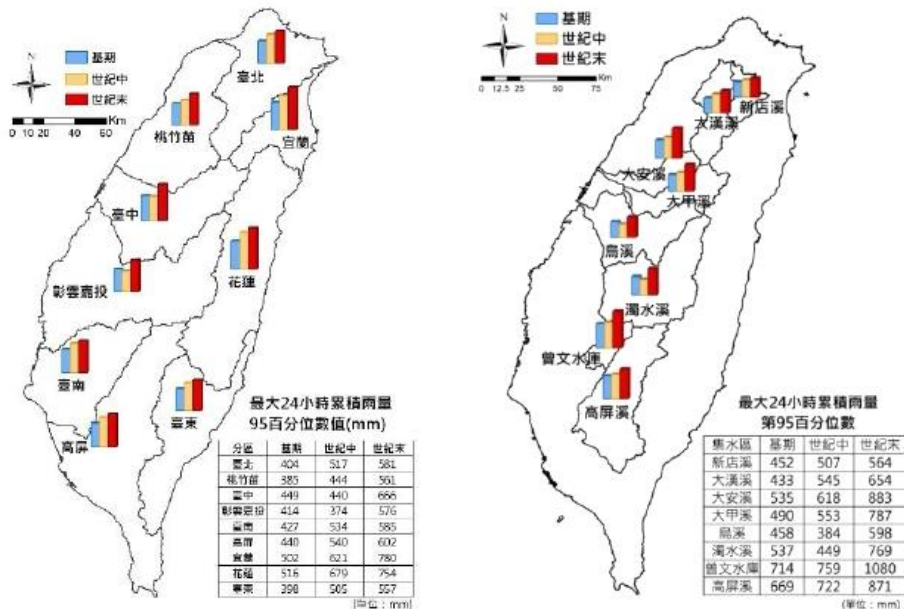 N
基期
世紀中
世紀末
0 10 20 40 60 Km
臺北
桃竹苗
宜蘭
臺中
花蓮
彰雲嘉投
臺南
臺東
高屏
最大24小時累積雨量
95百分位數值(mm)
分區 基期 世紀中 世紀末
臺北 404 517 581
桃竹苗 385 444 561
臺中 449 440 666
彰雲嘉投 414 374 576
臺南 427 534 585
高屏 440 540 602
宜蘭 502 621 780
花蓮 516 679 754
臺東 398 505 557
(單位：mm)
N
基期
世紀中
世紀末
0 12.5 25 50 75 Km
新店溪
大漢溪
大安溪
大甲溪
烏溪
濁水溪
曾文水庫
高屏溪
最大24小時累積雨量
第95百分位數
集水區 基期 世紀中 世紀末
新店溪 452 507 564
大漢溪 433 545 654
大安溪 535 618 883
大甲溪 490 553 787
烏溪 458 384 598
濁水溪 537 449 769
曾文水庫 714 759 1080
高屏溪 669 722 871
(單位：mm)